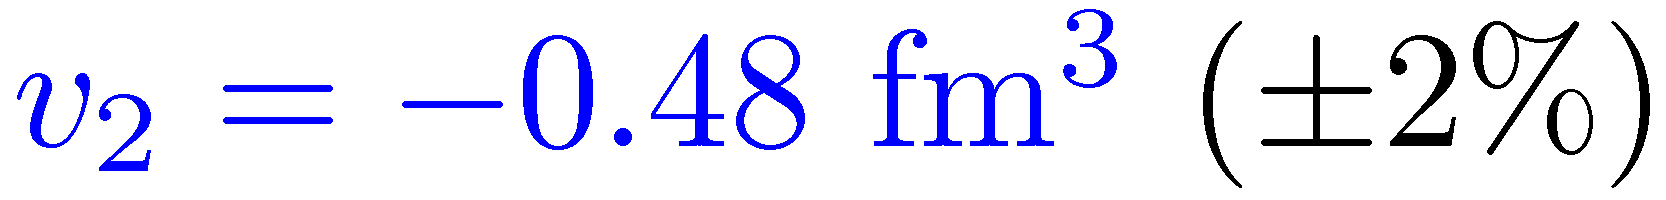 v₂ = −0.48 fm³ (±2%)